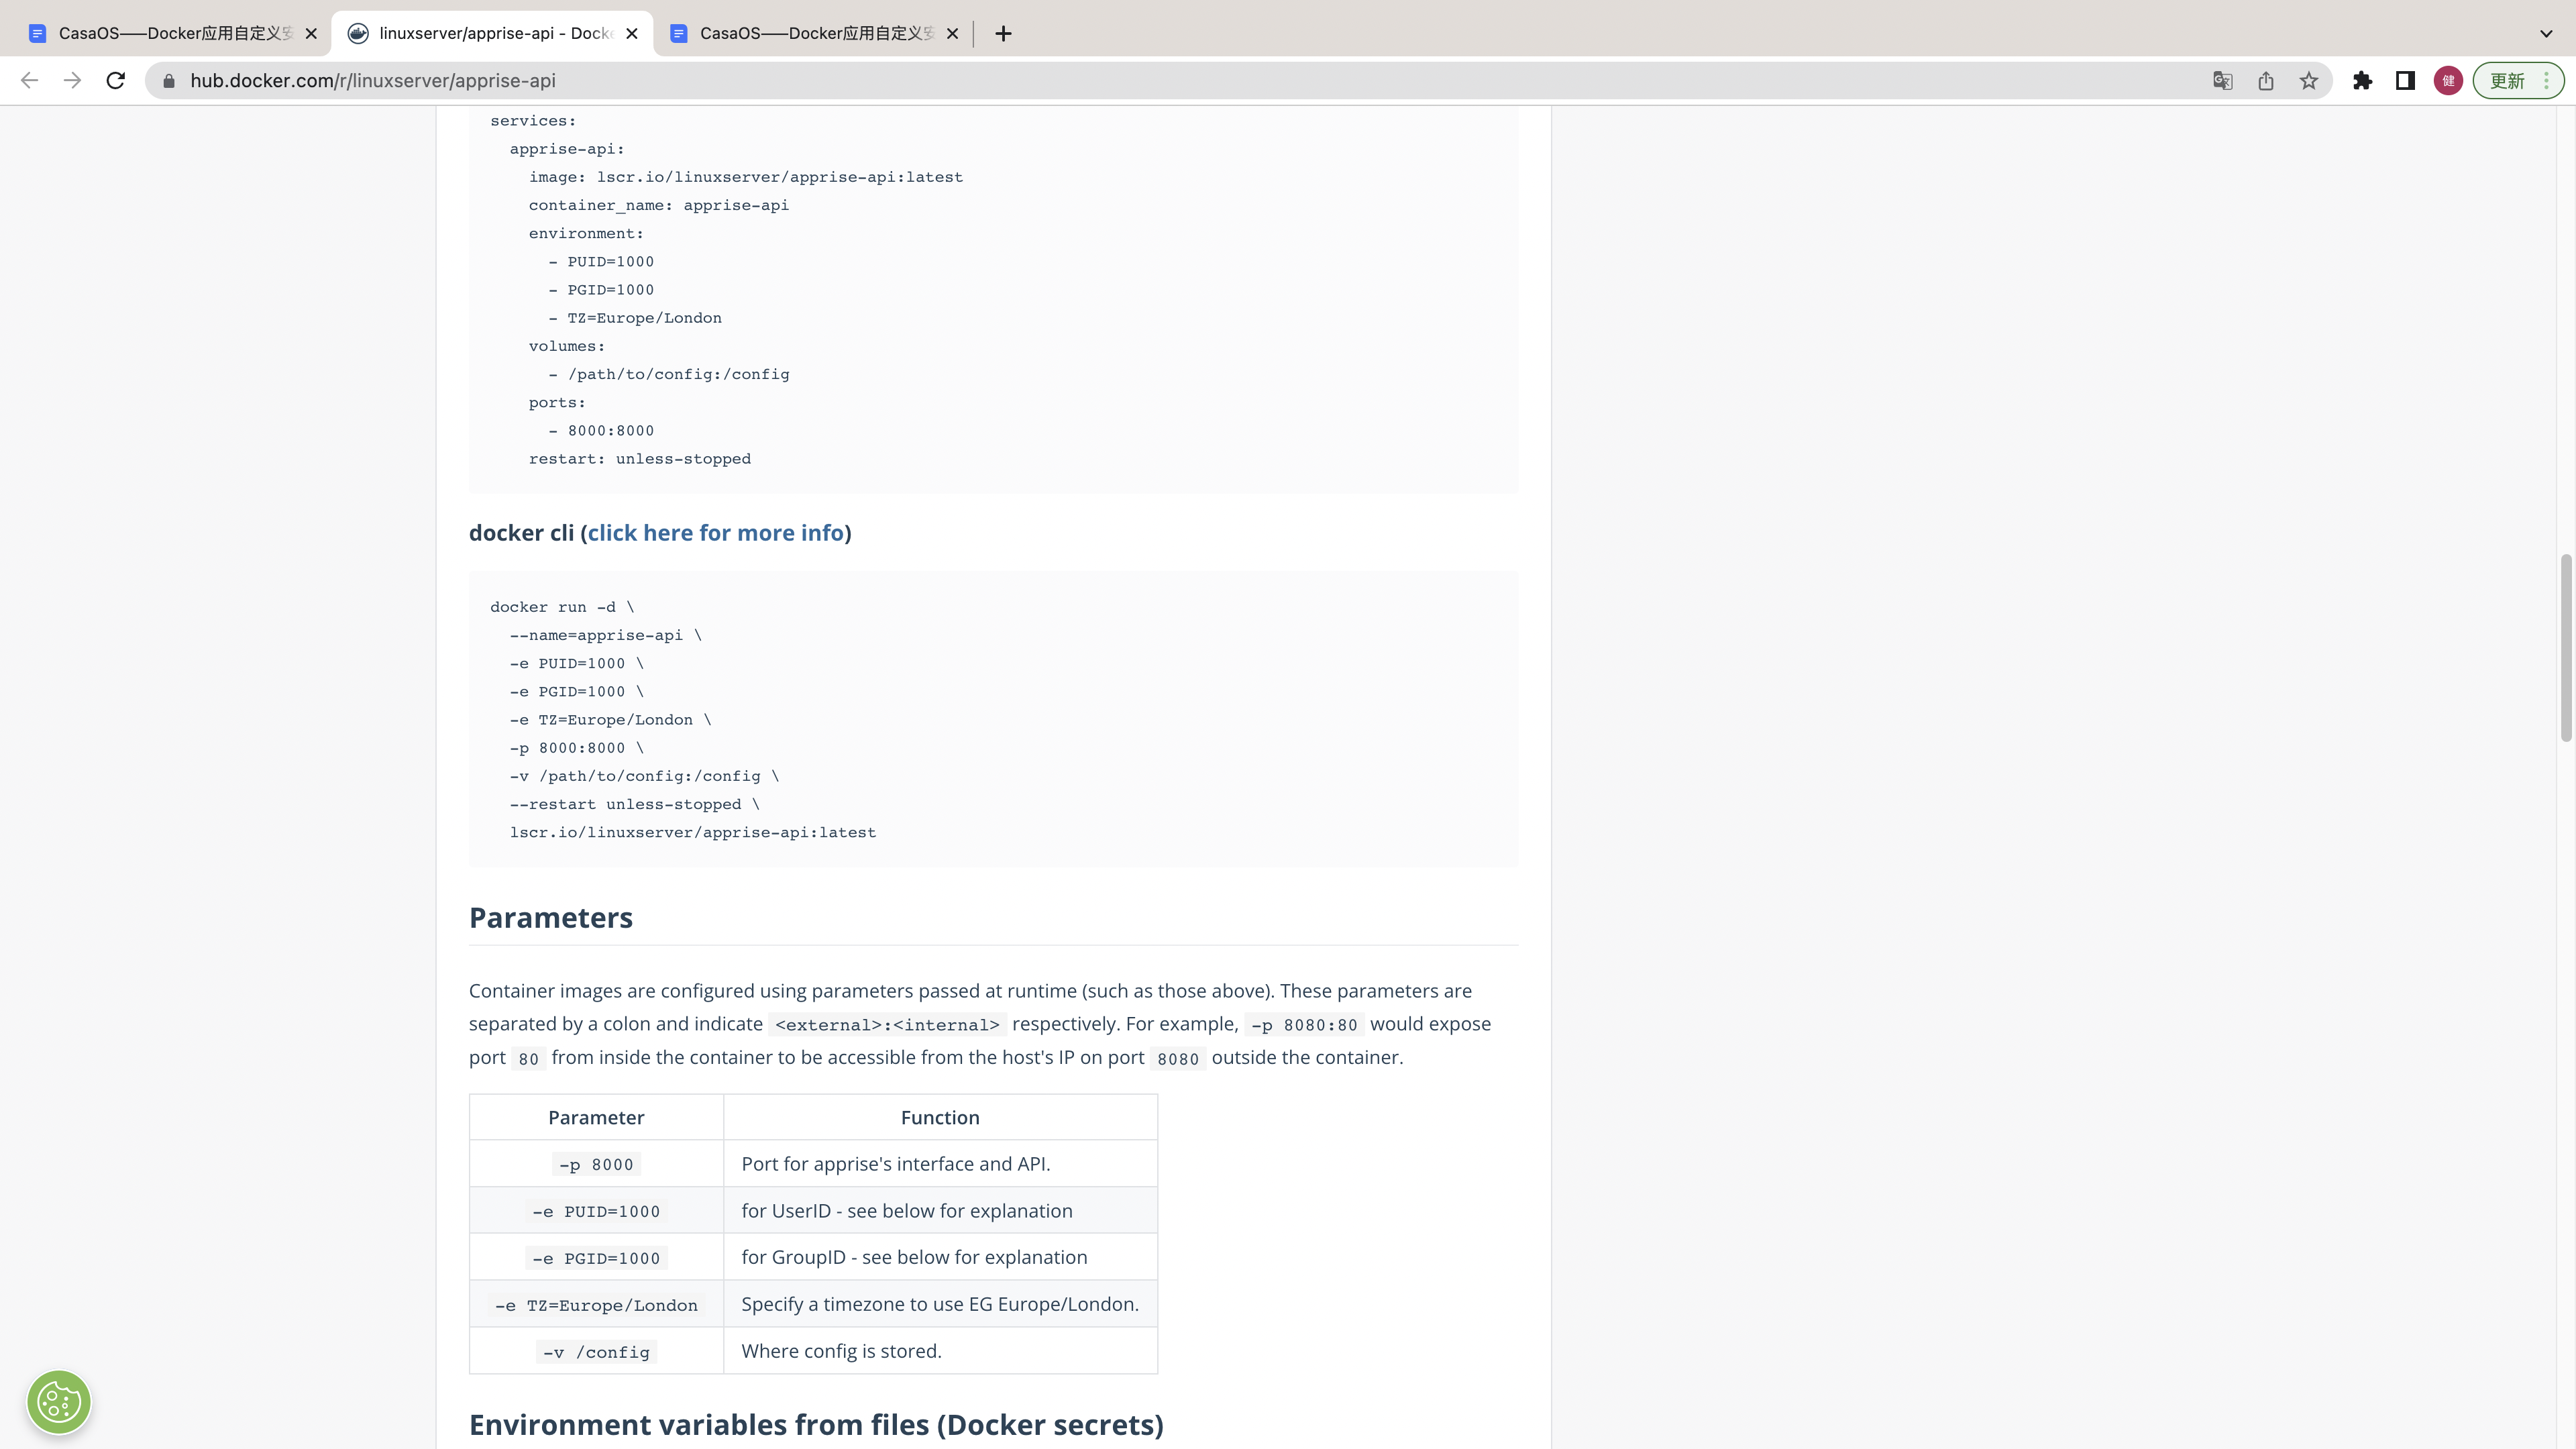 CasaOS——Docker应用自定义安
linuxserver/apprise-api - Docke
CasaOS——Docker应用自定义安
hub.docker.com/r/linuxserver/apprise-api
健
更新
services:
apprise-api:
image: lscr.io/linuxserver/apprise-api:latest
container_name: apprise-api
environment:
- PUID=1000
- PGID=1000
- TZ=Europe/London
volumes:
- /path/to/config:/config
ports:
- 8000:8000
restart: unless-stopped
docker cli (click here for more info)
docker run -d \
--name=apprise-api \
-e PUID=1000 \
-e PGID=1000 \
-e TZ=Europe/London \
-p 8000:8000 \
-v /path/to/config:/config \
--restart unless-stopped \
lscr.io/linuxserver/apprise-api:latest
Parameters
Container images are configured using parameters passed at runtime (such as those above). These parameters are
separated by a colon and indicate <external>:<internal> respectively. For example, -p 8080:80 would expose
port 80 from inside the container to be accessible from the host's IP on port 8080 outside the container.
Parameter Function
-p 8000 Port for apprise's interface and API.
-e PUID=1000 for UserID - see below for explanation
-e PGID=1000 for GroupID - see below for explanation
-e TZ=Europe/London Specify a timezone to use EG Europe/London.
-v /config Where config is stored.
Environment variables from files (Docker secrets)